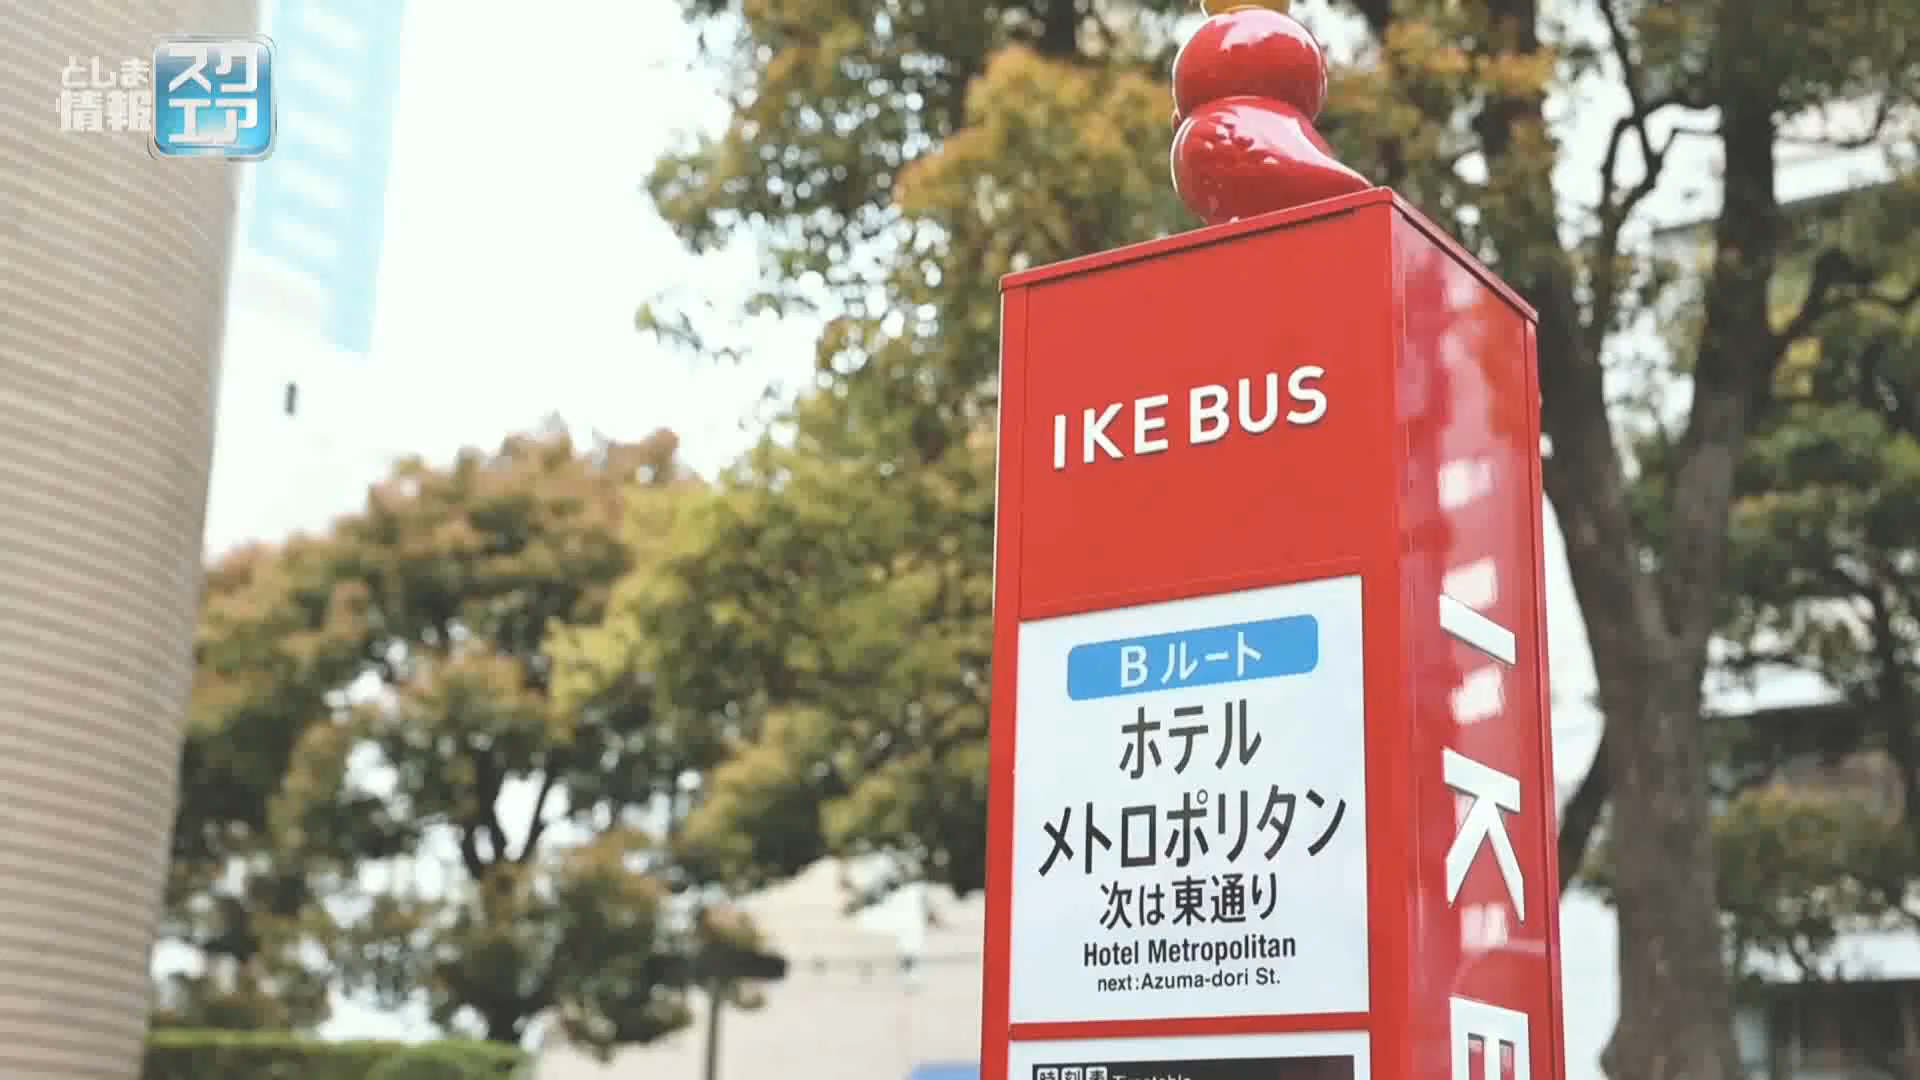 としま
情報
スク
エア
IKE BUS
Bルート
ホテル
メトロポリタン
次は東通り
Hotel Metropolitan
next:Azuma-dori St.
時刻表 Timetable
IKE